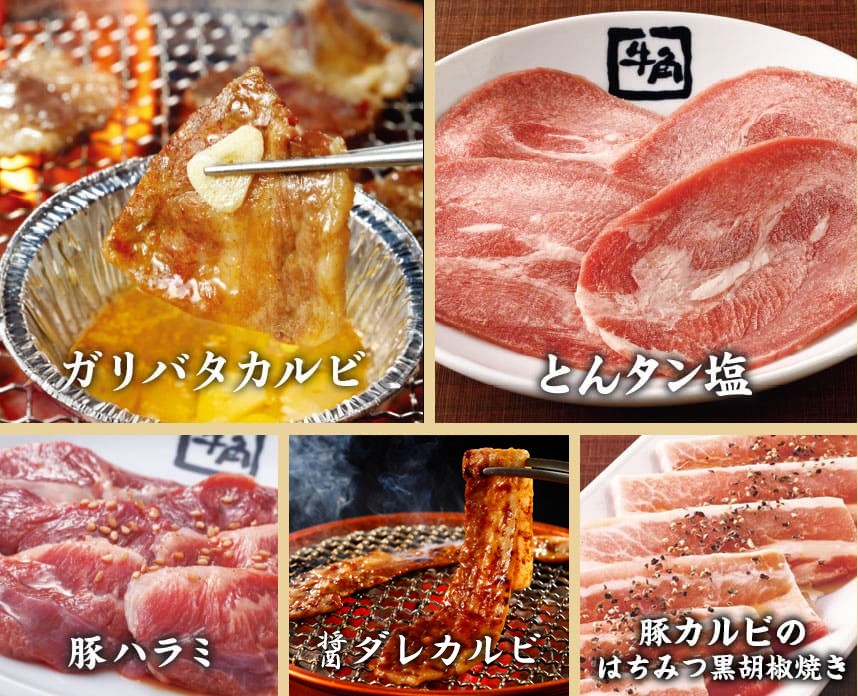 牛角
ガリバタカルビ
とんタン塩
牛角
豚ハラミ
醤ダレカルビ
豚カルビの
はちみつ黒胡椒焼き